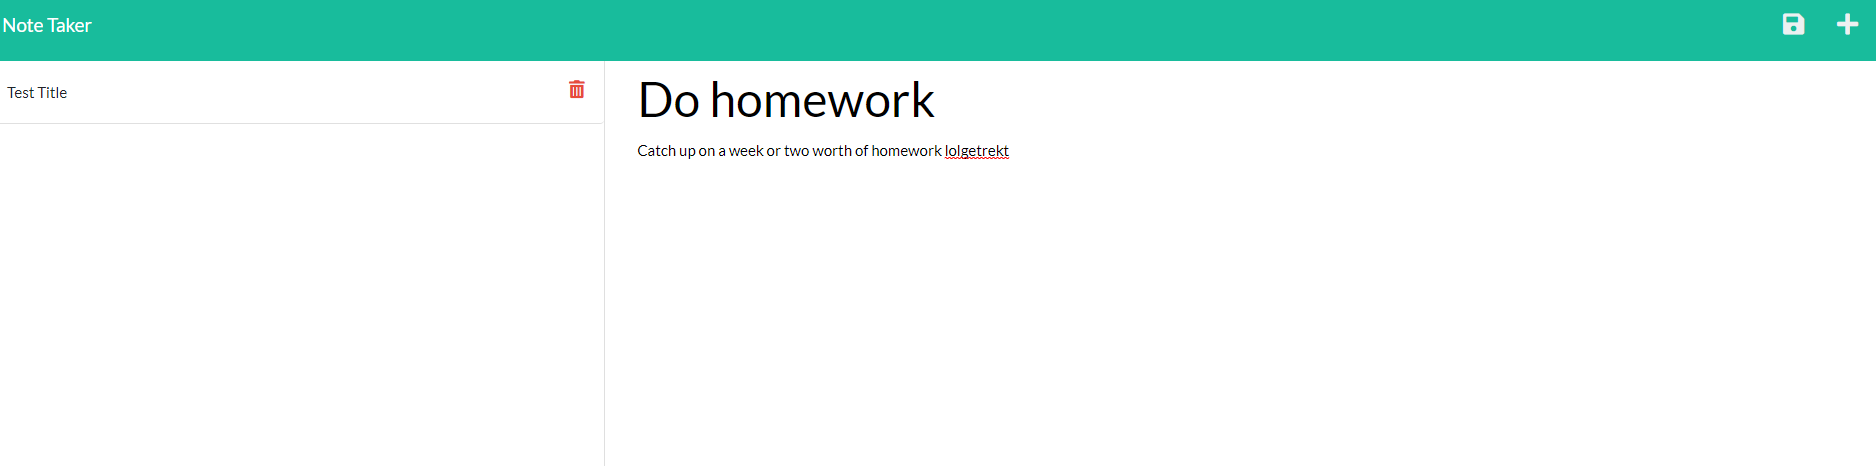 Note Taker
Test Title
Do homework
Catch up on a week or two worth of homework lolgetrekt